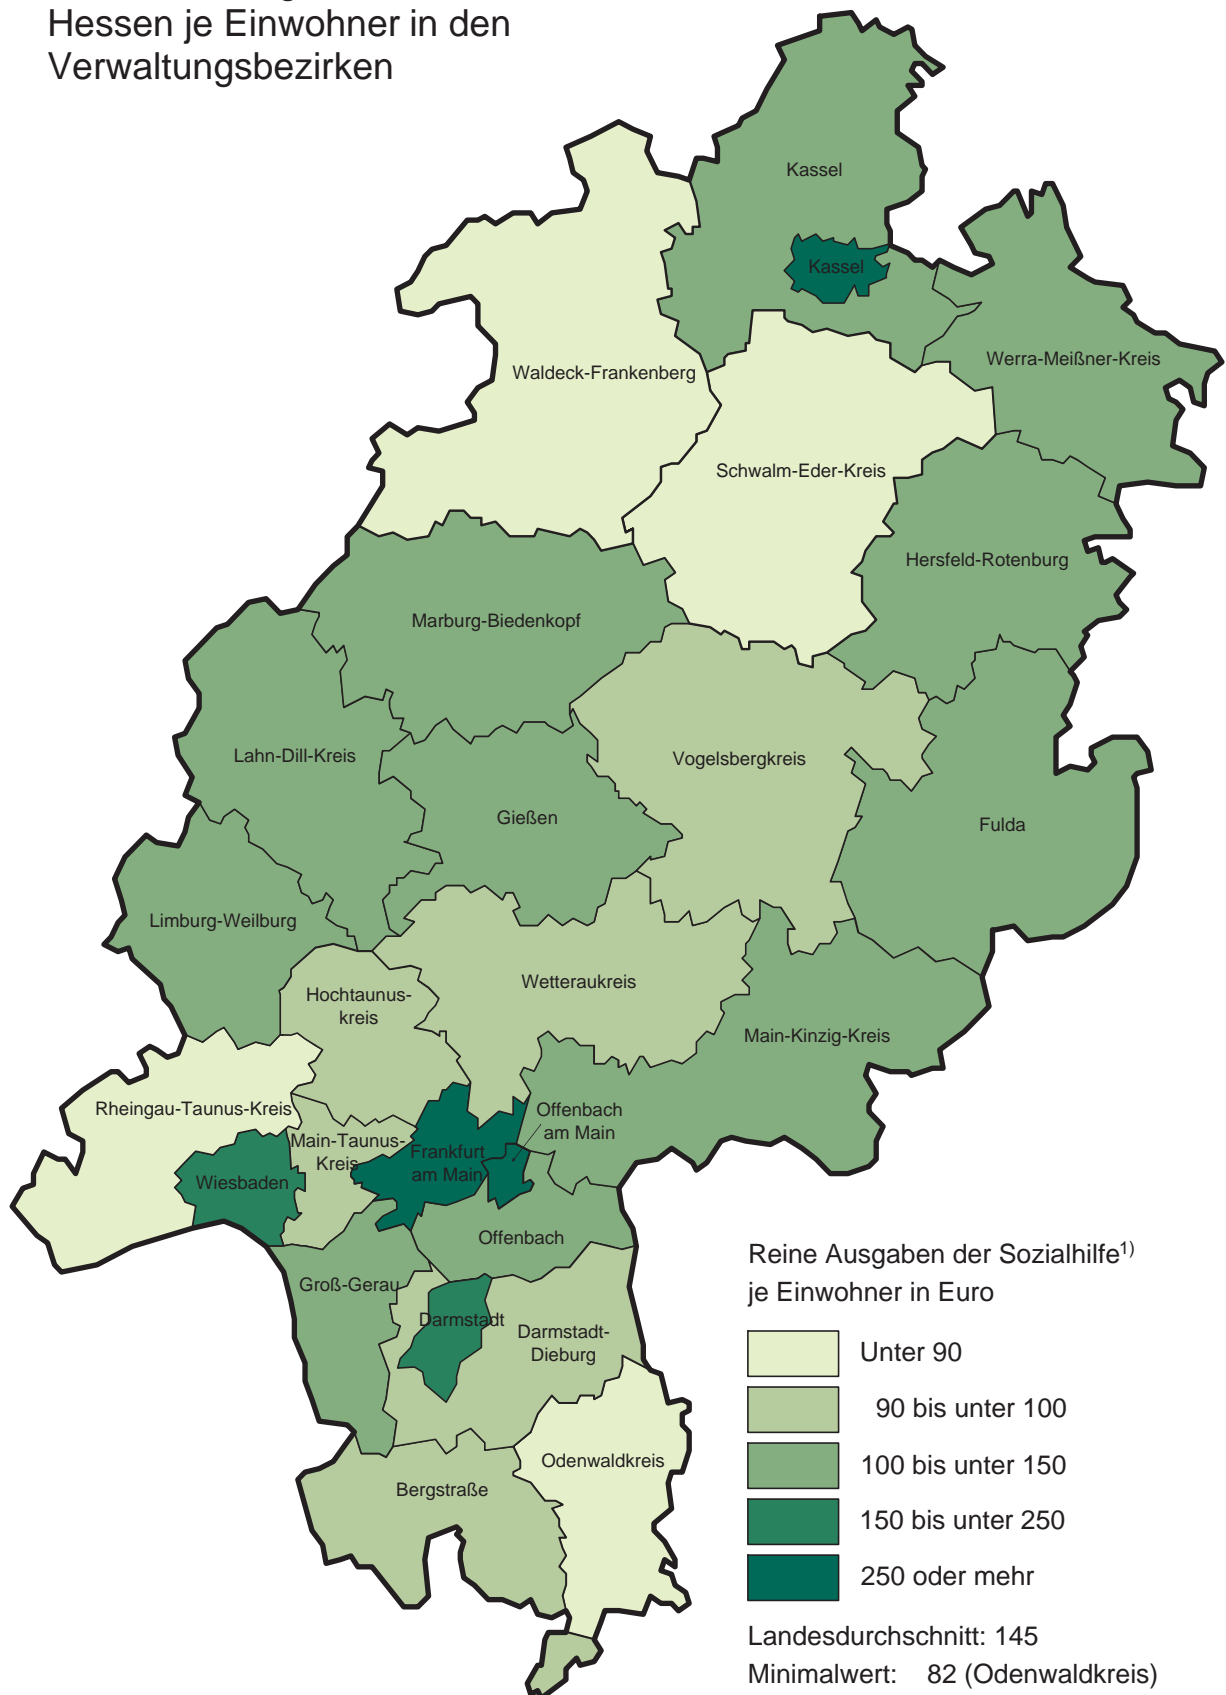 Hessen je Einwohner in den
Verwaltungsbezirken
Kassel
Kassel
Werra-Meißner-Kreis
Waldeck-Frankenberg
Schwalm-Eder-Kreis
Hersfeld-Rotenburg
Marburg-Biedenkopf
Lahn-Dill-Kreis
Vogelsbergkreis
Gießen
Fulda
Limburg-Weilburg
Wetteraukreis
Hochtaunus-
kreis
Main-Kinzig-Kreis
Rheingau-Taunus-Kreis
Offenbach
am Main
Main-Taunus-
Kreis
Frankfurt
am Main
Wiesbaden
Offenbach
Groß-Gerau
Darmstadt
Darmstadt-
Dieburg
Odenwaldkreis
Bergstraße
Reine Ausgaben der Sozialhilfe1)
je Einwohner in Euro
Unter 90
90 bis unter 100
100 bis unter 150
150 bis unter 250
250 oder mehr
Landesdurchschnitt: 145
Minimalwert: 82 (Odenwaldkreis)